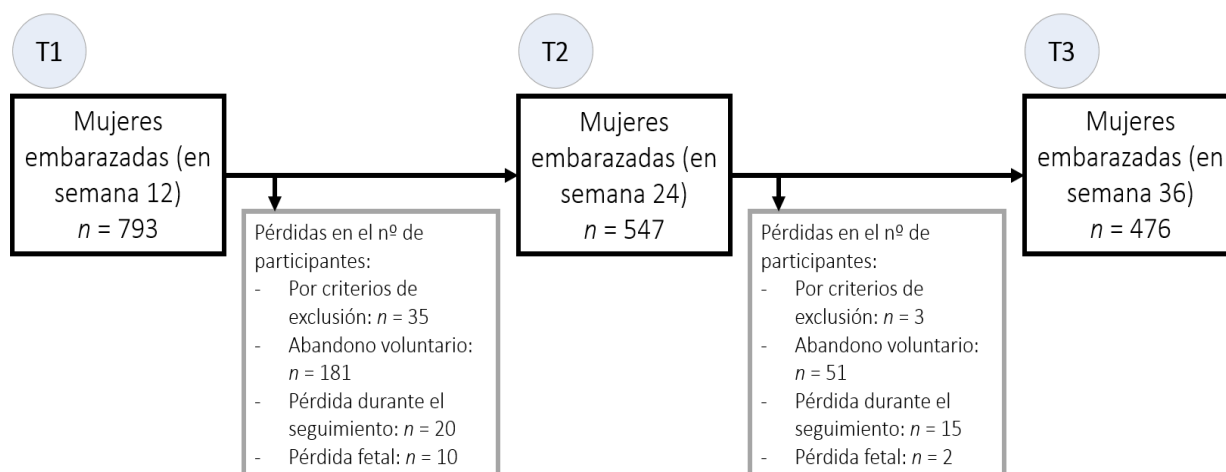 T1
Mujeres
embarazadas (en
semana 12)
n = 793
Pérdidas en el nº de
participantes:
- Por criterios de
exclusión: n = 35
- Abandono voluntario:
n = 181
- Pérdida durante el
seguimiento: n = 20
- Pérdida fetal: n = 10
T2
Mujeres
embarazadas (en
semana 24)
n = 547
Pérdidas en el nº de
participantes:
- Por criterios de
exclusión: n = 3
- Abandono voluntario:
n = 51
- Pérdida durante el
seguimiento: n = 15
- Pérdida fetal: n = 2
T3
Mujeres
embarazadas (en
semana 36)
n = 476